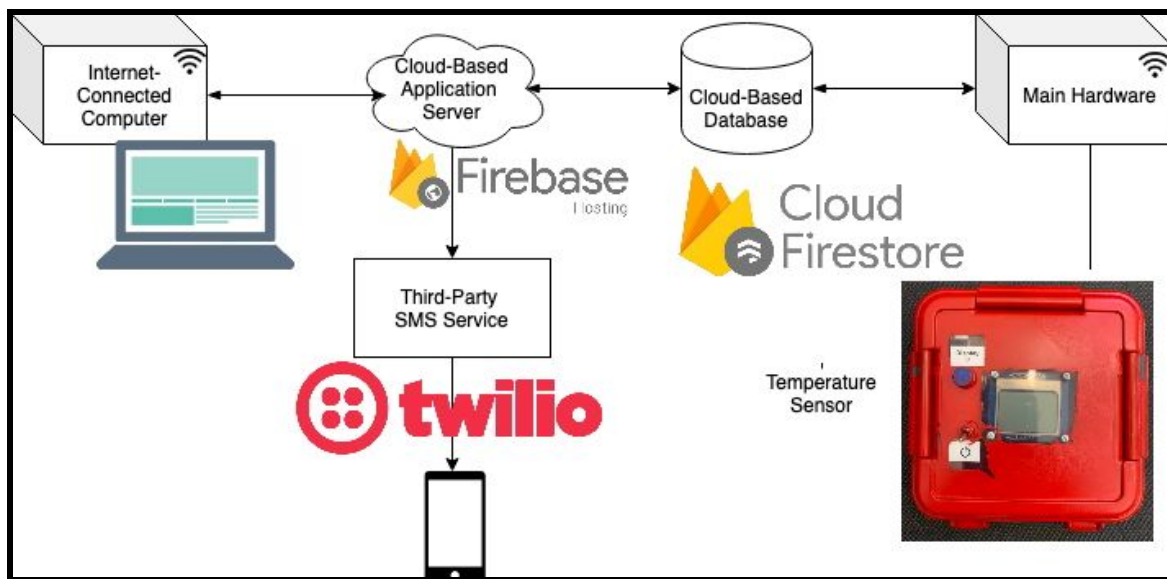 Internet-
Connected
Computer
Cloud-Based
Application
Server
Cloud-Based
Database
Main Hardware
Firebase
Hosting
Cloud
Firestore
Third-Party
SMS Service
twilio
Temperature
Sensor
Display